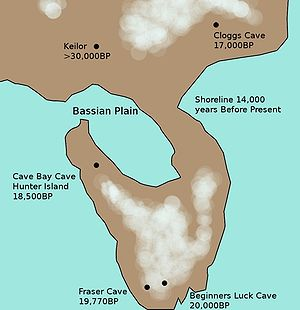 Keilor
>30,000BP
Cloggs Cave
17,000BP
Bassian Plain
Shoreline 14,000
years Before Present
Cave Bay Cave
Hunter Island
18,500BP
Fraser Cave
19,770BP
Beginners Luck Cave
20,000BP